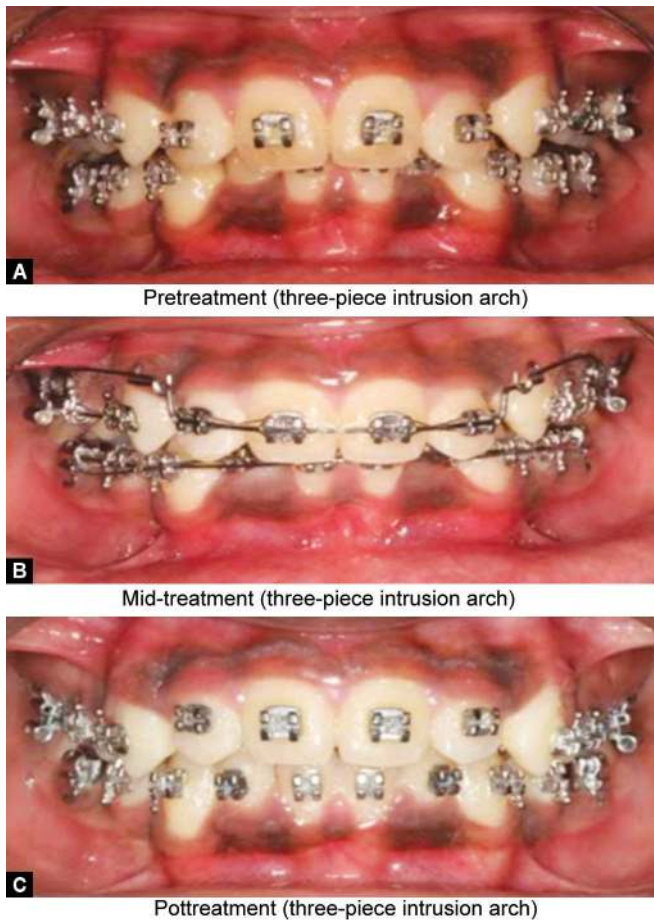 A
Pretreatment (three-piece intrusion arch)
B
Mid-treatment (three-piece intrusion arch)
C
Pottreatment (three-piece intrusion arch)